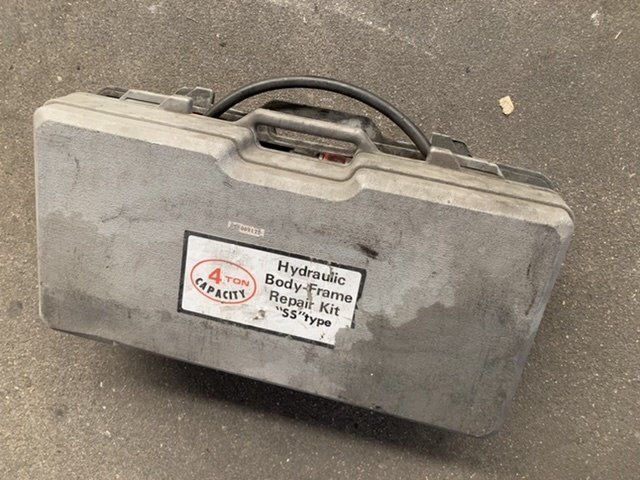 4 TON
CAPACITY
Hydraulic
Body-Frame
Repair Kit
"SS" type